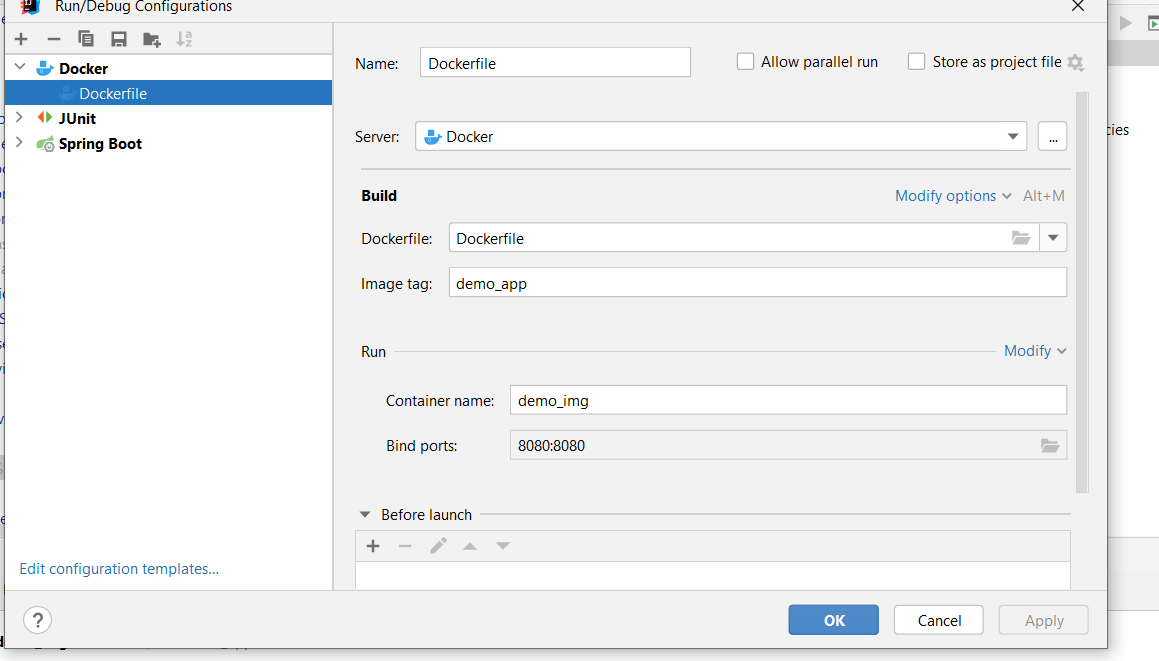 Run/Debug Configurations
Docker
Dockerfile
JUnit
Spring Boot
Edit configuration templates...
Name: Dockerfile Allow parallel run Store as project file
Server: Docker ...
Build Modify options Alt+M
Dockerfile: Dockerfile
Image tag: demo_app
Run Modify
Container name: demo_img
Bind ports: 8080:8080
Before launch
? OK Cancel Apply